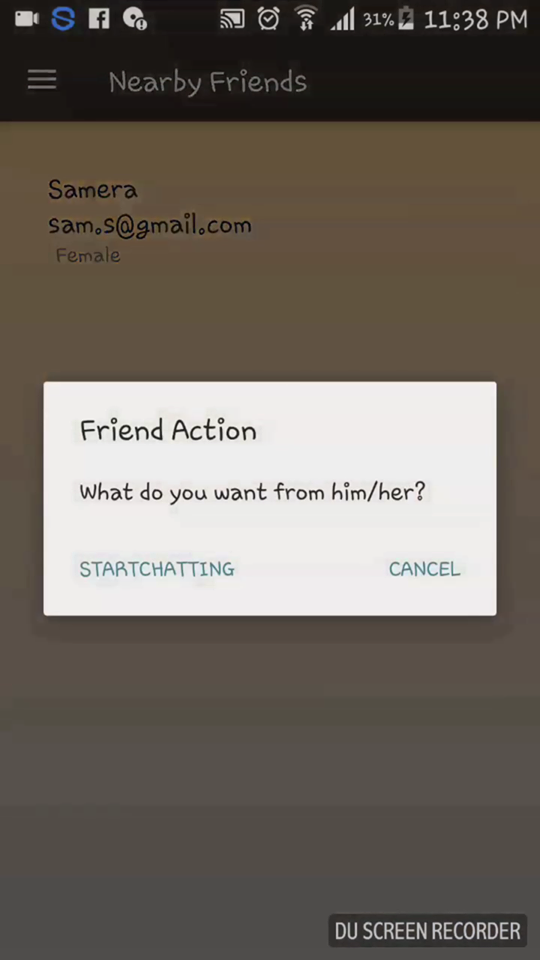 31% 11:38 PM
Nearby Friends
Samera
sam.s@gmail.com
Female
Friend Action
What do you want from him/her?
STARTCHATTING CANCEL
DU SCREEN RECORDER